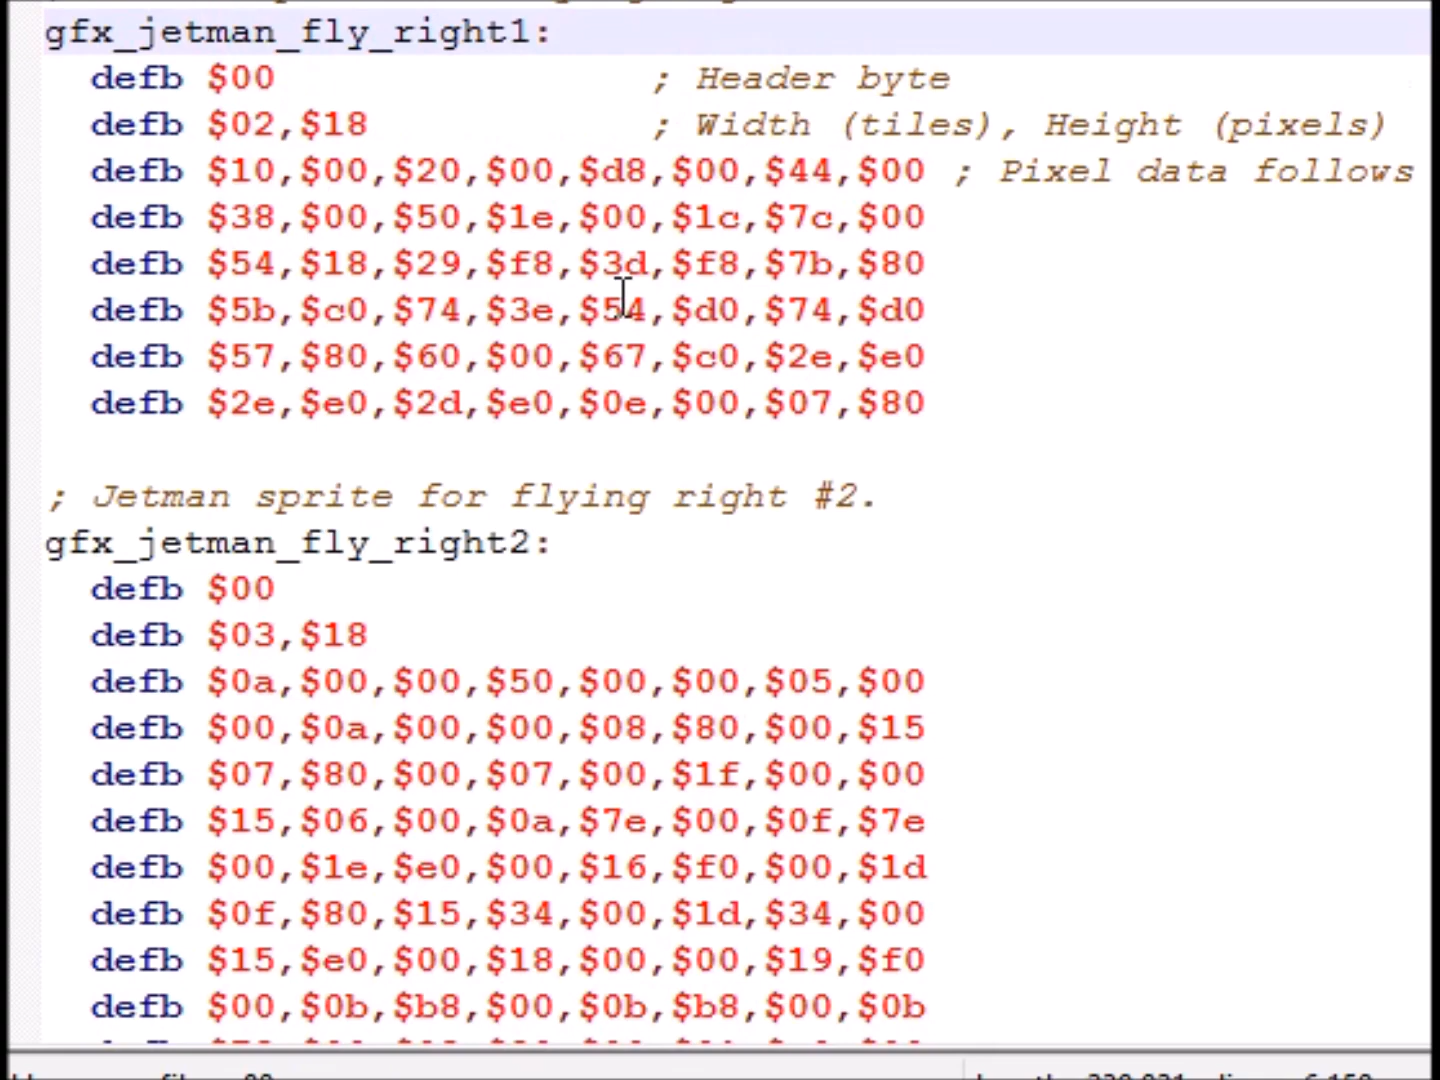 gfx_jetman_fly_right1:
defb $00 ; Header byte
defb $02,$18 ; Width (tiles), Height (pixels)
defb $10,$00,$20,$00,$d8,$00,$44,$00 ; Pixel data follows
defb $38,$00,$50,$1e,$00,$1c,$7c,$00
defb $54,$18,$29,$f8,$3d,$f8,$7b,$80
defb $5b,$c0,$74,$3e,$54,$d0,$74,$d0
defb $57,$80,$60,$00,$67,$c0,$2e,$e0
defb $2e,$e0,$2d,$e0,$0e,$00,$07,$80
; Jetman sprite for flying right #2.
gfx_jetman_fly_right2:
defb $00
defb $03,$18
defb $0a,$00,$00,$50,$00,$00,$05,$00
defb $00,$0a,$00,$00,$08,$80,$00,$15
defb $07,$80,$00,$07,$00,$1f,$00,$00
defb $15,$06,$00,$0a,$7e,$00,$0f,$7e
defb $00,$1e,$e0,$00,$16,$f0,$00,$1d
defb $0f,$80,$15,$34,$00,$1d,$34,$00
defb $15,$e0,$00,$18,$00,$00,$19,$f0
defb $00,$0b,$b8,$00,$0b,$b8,$00,$0b